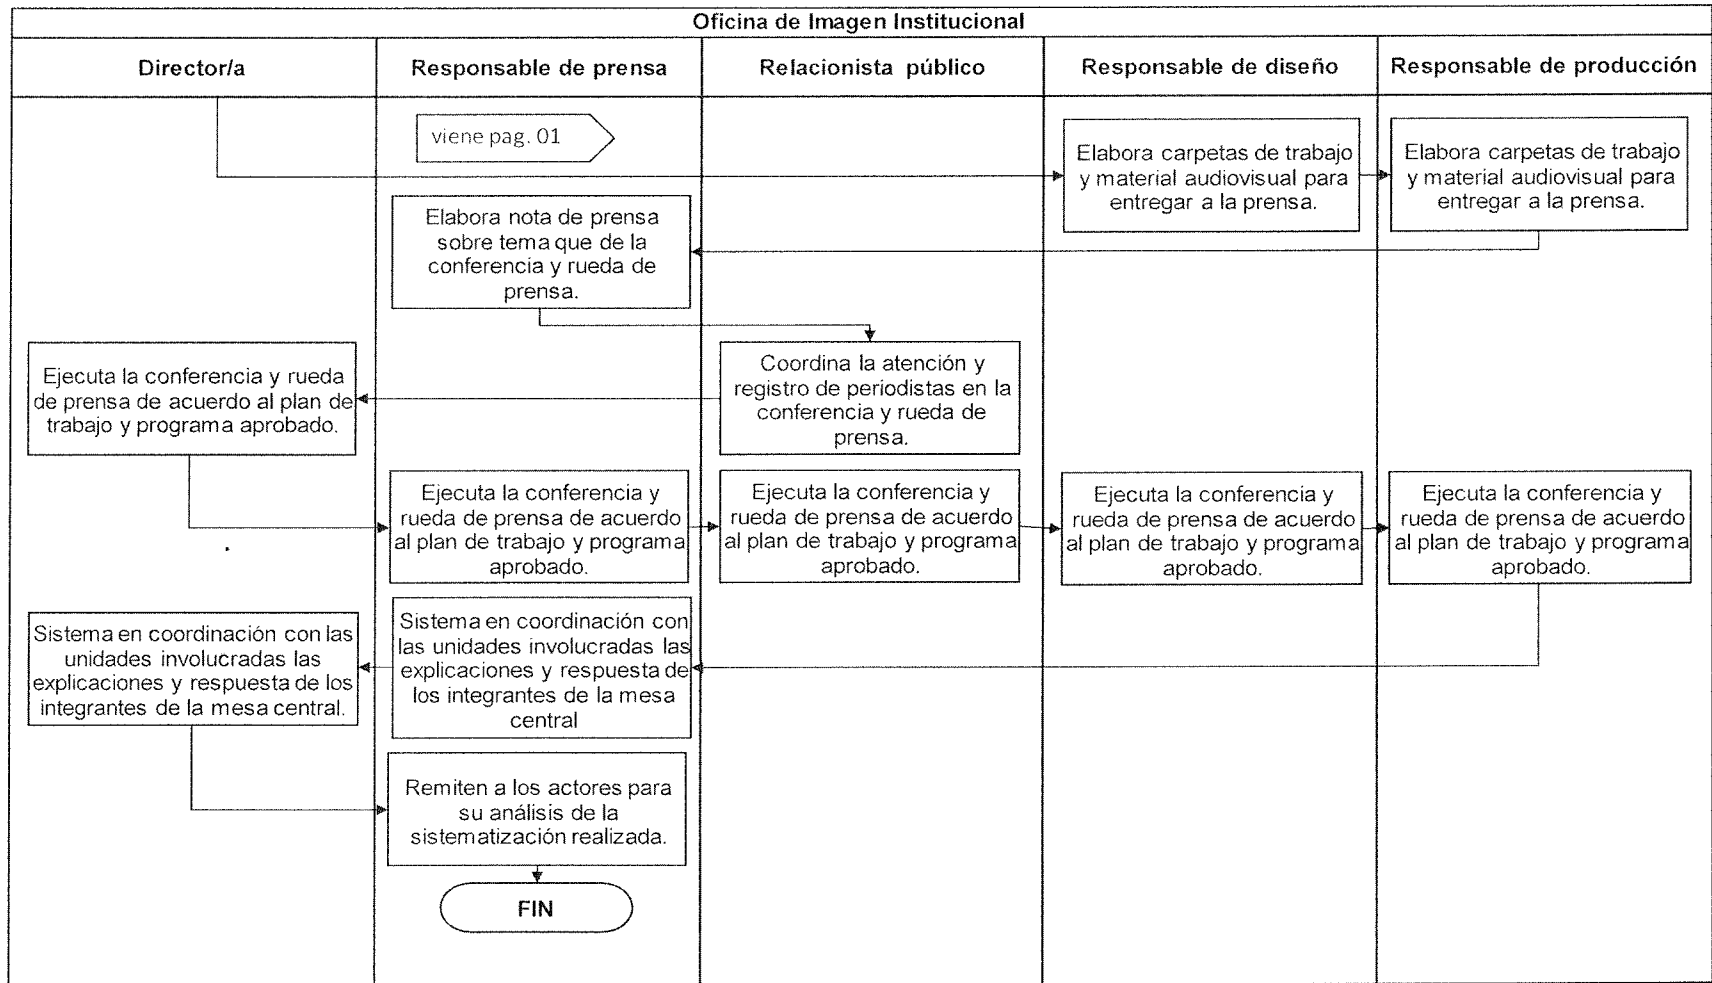 Oficina de Imagen Institucional
Director/a
Responsable de prensa
Relacionista público
Responsable de diseño
Responsable de producción
viene pag. 01
Elabora carpetas de trabajo
y material audiovisual para
entregar a la prensa.
Elabora carpetas de trabajo
y material audiovisual para
entregar a la prensa.
Elabora nota de prensa
sobre tema que de la
conferencia y rueda de
prensa.
Coordina la atención y
registro de periodistas en la
conferencia y rueda de
prensa.
Ejecuta la conferencia y rueda
de prensa de acuerdo al plan de
trabajo y programa aprobado.
Ejecuta la conferencia y
rueda de prensa de acuerdo
al plan de trabajo y programa
aprobado.
Ejecuta la conferencia y
rueda de prensa de acuerdo
al plan de trabajo y programa
aprobado.
Ejecuta la conferencia y
rueda de prensa de acuerdo
al plan de trabajo y programa
aprobado.
Ejecuta la conferencia y
rueda de prensa de acuerdo
al plan de trabajo y programa
aprobado.
Sistema en coordinación con
las unidades involucradas las
explicaciones y respuesta de
los integrantes de la mesa
central
Sistema en coordinación con las
unidades involucradas las
explicaciones y respuesta de los
integrantes de la mesa central.
Remiten a los actores para
su análisis de la
sistematización realizada.
FIN